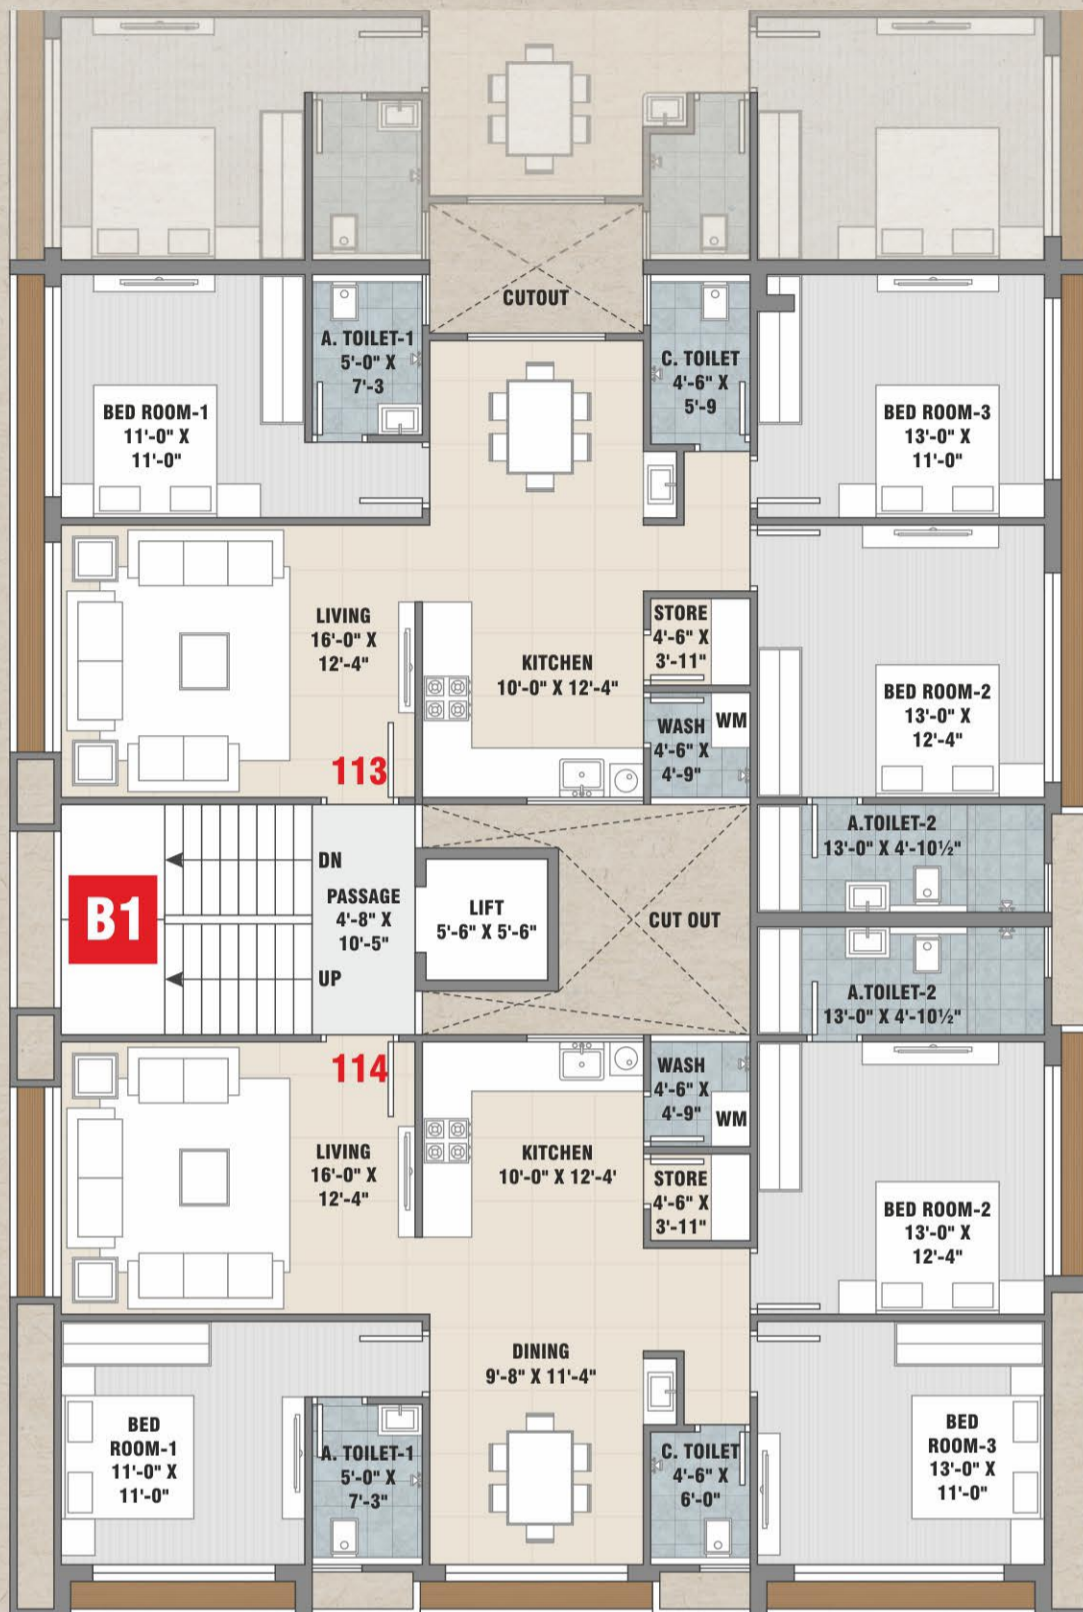 CUTOUT
A. TOILET-1
5'-0" X
7'-3
C. TOILET
4'-6" X
5'-9
BED ROOM-1
11'-0" X
11'-0"
BED ROOM-3
13'-0" X
11'-0"
LIVING
16'-0" X
12'-4"
STORE
4'-6" X
3'-11"
KITCHEN
10'-0" X 12'-4"
BED ROOM-2
13'-0" X
12'-4"
WASH
4'-6" X
4'-9"
WM
113
A.TOILET-2
13'-0" X 4'-10½"
DN
PASSAGE
4'-8" X
10'-5"
UP
B1
LIFT
5'-6" X 5'-6"
CUT OUT
A.TOILET-2
13'-0" X 4'-10½"
114
WASH
4'-6" X
4'-9"
WM
LIVING
16'-0" X
12'-4"
KITCHEN
10'-0" X 12'-4'
STORE
4'-6" X
3'-11"
BED ROOM-2
13'-0" X
12'-4"
DINING
9'-8" X 11'-4"
BED
ROOM-1
11'-0" X
11'-0"
A. TOILET-1
5'-0" X
7'-3"
C. TOILET
4'-6" X
6'-0"
BED
ROOM-3
13'-0" X
11'-0"